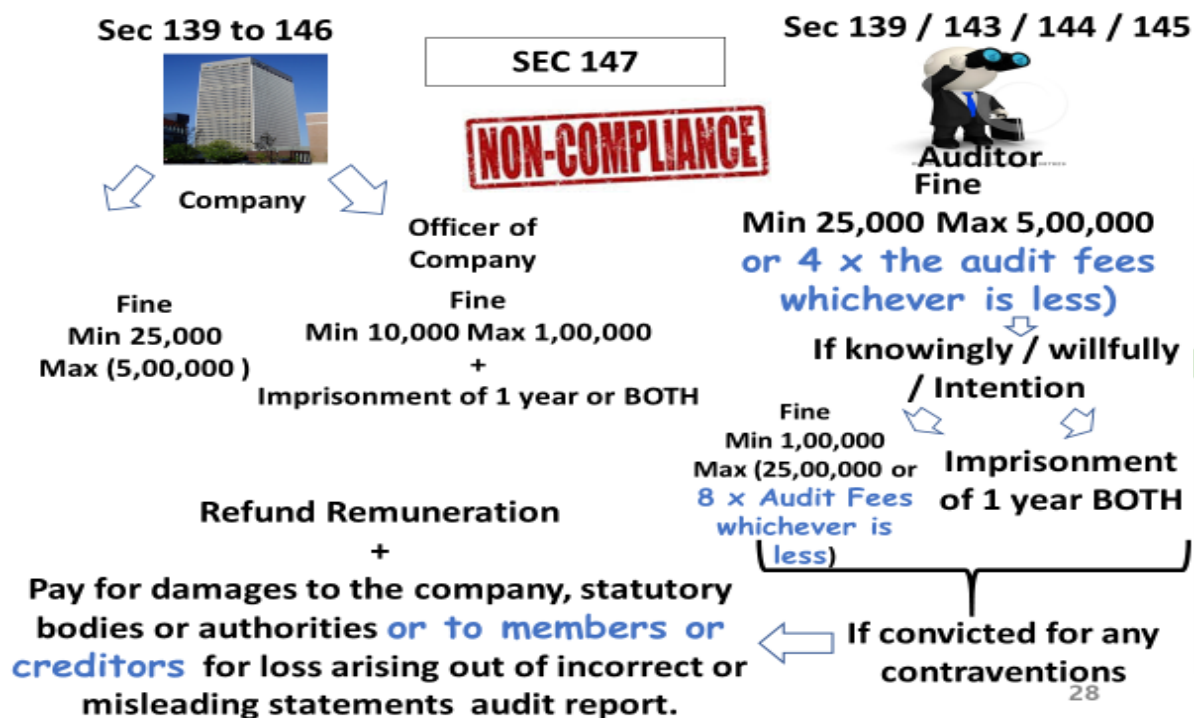 Sec 139 to 146
SEC 147
Sec 139 / 143 / 144 / 145
NON-COMPLIANCE
Company
Fine
Min 25,000
Max (5,00,000 )
Officer of
Company
Fine
Min 10,000 Max 1,00,000
+
Imprisonment of 1 year or BOTH
Auditor
Fine
Min 25,000 Max 5,00,000
or 4 x the audit fees
whichever is less)
If knowingly / willfully
/ Intention
Fine
Min 1,00,000
Max (25,00,000 or
8 x Audit Fees
whichever is
less)
Imprisonment
of 1 year BOTH
If convicted for any
contraventions
Refund Remuneration
+
Pay for damages to the company, statutory
bodies or authorities or to members or
creditors for loss arising out of incorrect or
misleading statements audit report.
28